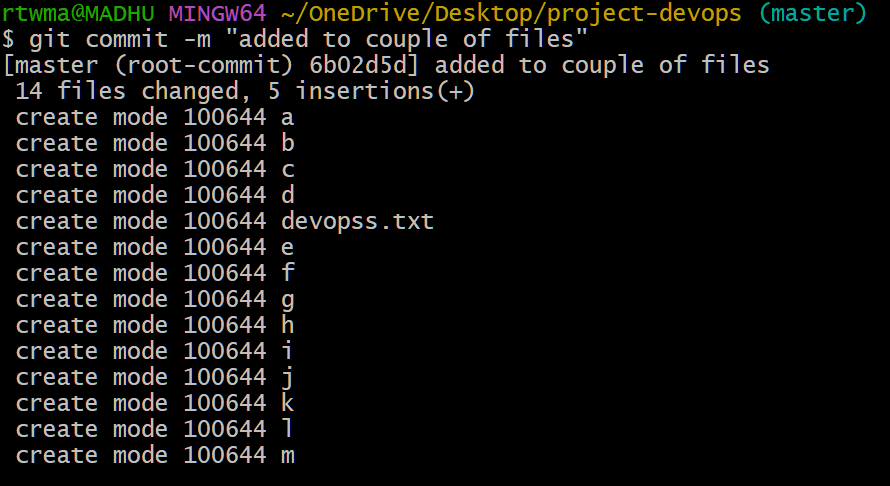 rtwma@MADHU MINGW64 ~/OneDrive/Desktop/project-devops (master)
$ git commit -m "added to couple of files"
[master (root-commit) 6b02d5d] added to couple of files
 14 files changed, 5 insertions(+)
 create mode 100644 a
 create mode 100644 b
 create mode 100644 c
 create mode 100644 d
 create mode 100644 devopss.txt
 create mode 100644 e
 create mode 100644 f
 create mode 100644 g
 create mode 100644 h
 create mode 100644 i
 create mode 100644 j
 create mode 100644 k
 create mode 100644 l
 create mode 100644 m